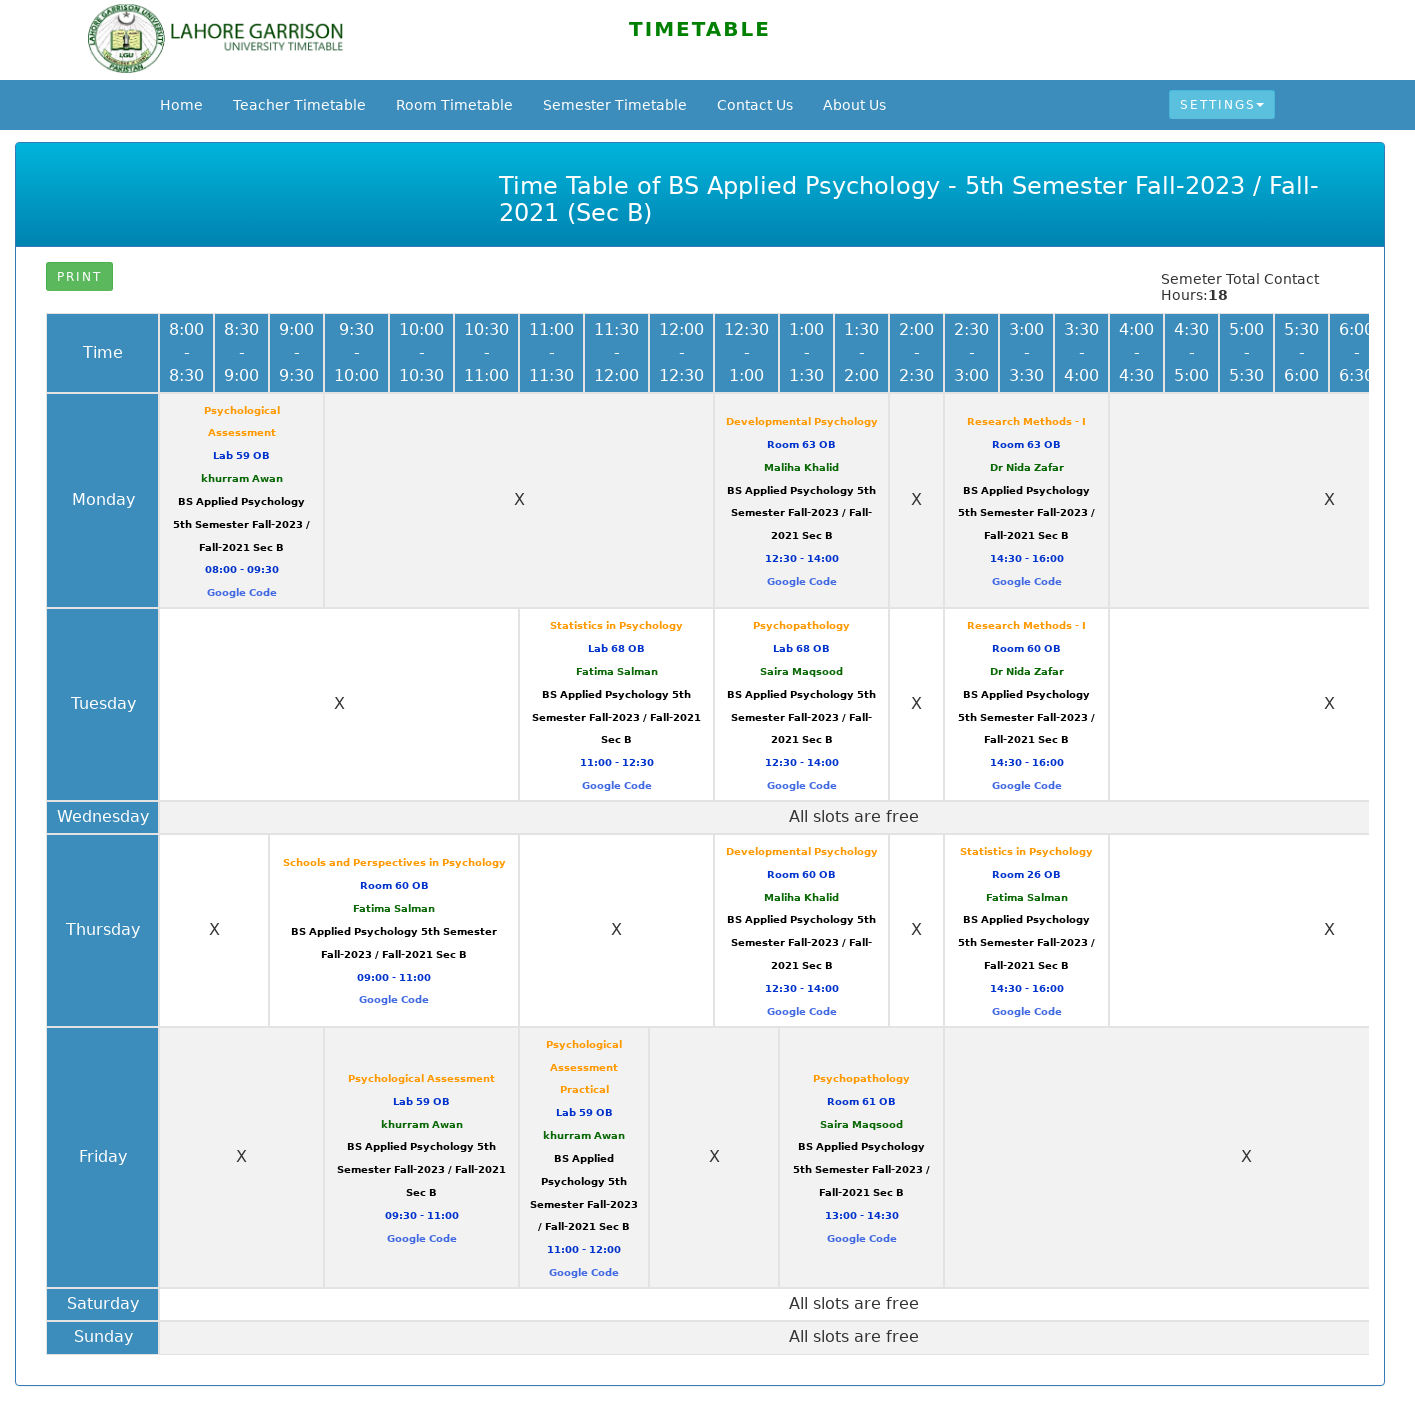 LAHORE GARRISON
UNIVERSITY TIMETABLE
LGU
TIMETABLE
Home Teacher Timetable Room Timetable Semester Timetable Contact Us About Us SETTINGS
Time Table of BS Applied Psychology - 5th Semester Fall-2023 / Fall-
2021 (Sec B)
PRINT
Semeter Total Contact
Hours:18
Time
8:00 - 8:30
8:30 - 9:00
9:00 - 9:30
9:30 - 10:00
10:00 - 10:30
10:30 - 11:00
11:00 - 11:30
11:30 - 12:00
12:00 - 12:30
12:30 - 1:00
1:00 - 1:30
1:30 - 2:00
2:00 - 2:30
2:30 - 3:00
3:00 - 3:30
3:30 - 4:00
4:00 - 4:30
4:30 - 5:00
5:00 - 5:30
5:30 - 6:00
6:00 - 6:30
Monday
Psychological
Assessment
Lab 59 OB
khurram Awan
BS Applied Psychology
5th Semester Fall-2023 /
Fall-2021 Sec B
08:00 - 09:30
Google Code
X
Developmental Psychology
Room 63 OB
Maliha Khalid
BS Applied Psychology 5th
Semester Fall-2023 / Fall-
2021 Sec B
12:30 - 14:00
Google Code
X
Research Methods - I
Room 63 OB
Dr Nida Zafar
BS Applied Psychology
5th Semester Fall-2023 /
Fall-2021 Sec B
14:30 - 16:00
Google Code
X
Tuesday
X
Statistics in Psychology
Lab 68 OB
Fatima Salman
BS Applied Psychology 5th
Semester Fall-2023 / Fall-2021
Sec B
11:00 - 12:30
Google Code
Psychopathology
Lab 68 OB
Saira Maqsood
BS Applied Psychology 5th
Semester Fall-2023 / Fall-
2021 Sec B
12:30 - 14:00
Google Code
X
Research Methods - I
Room 60 OB
Dr Nida Zafar
BS Applied Psychology
5th Semester Fall-2023 /
Fall-2021 Sec B
14:30 - 16:00
Google Code
X
Wednesday
All slots are free
Thursday
X
Schools and Perspectives in Psychology
Room 60 OB
Fatima Salman
BS Applied Psychology 5th Semester
Fall-2023 / Fall-2021 Sec B
09:00 - 11:00
Google Code
X
Developmental Psychology
Room 60 OB
Maliha Khalid
BS Applied Psychology 5th
Semester Fall-2023 / Fall-
2021 Sec B
12:30 - 14:00
Google Code
X
Statistics in Psychology
Room 26 OB
Fatima Salman
BS Applied Psychology
5th Semester Fall-2023 /
Fall-2021 Sec B
14:30 - 16:00
Google Code
X
Friday
X
Psychological Assessment
Lab 59 OB
khurram Awan
BS Applied Psychology 5th
Semester Fall-2023 / Fall-2021
Sec B
09:30 - 11:00
Google Code
Psychological
Assessment
Practical
Lab 59 OB
khurram Awan
BS Applied
Psychology 5th
Semester Fall-2023
/ Fall-2021 Sec B
11:00 - 12:00
Google Code
X
Psychopathology
Room 61 OB
Saira Maqsood
BS Applied Psychology
5th Semester Fall-2023 /
Fall-2021 Sec B
13:00 - 14:30
Google Code
X
Saturday
All slots are free
Sunday
All slots are free